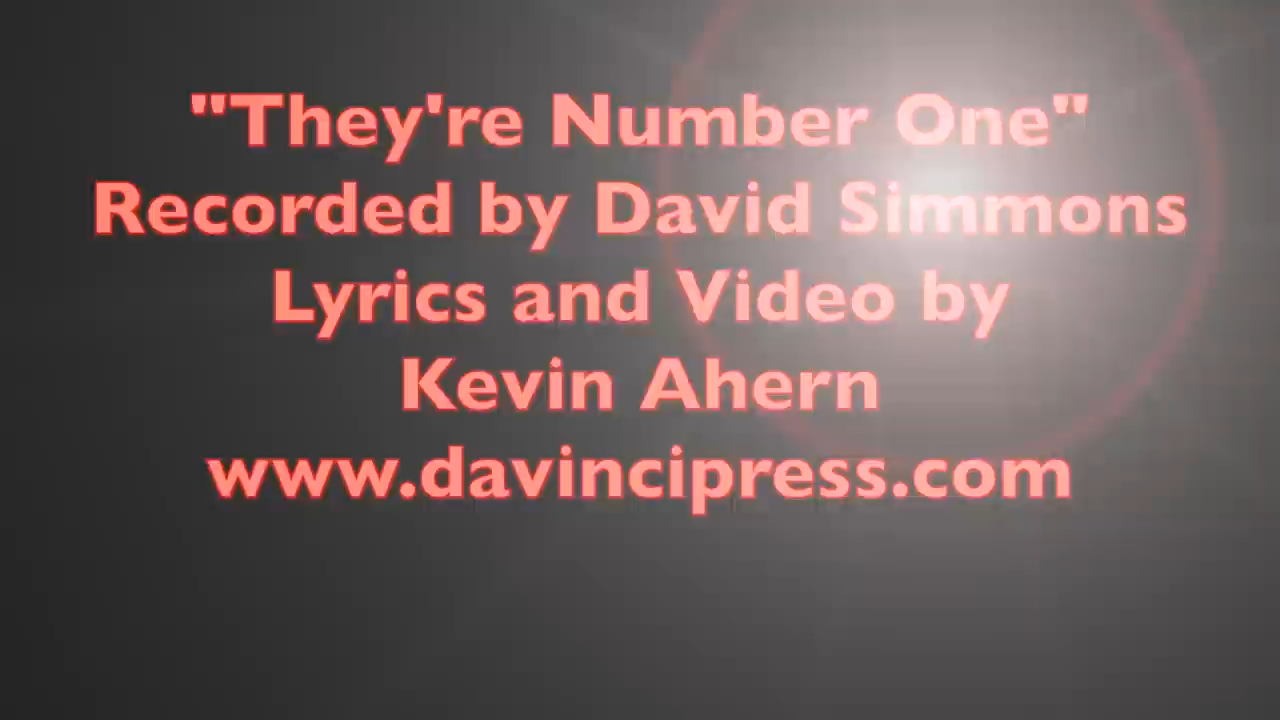 "They're Number One"
Recorded by David Simmons
Lyrics and Video by
Kevin Ahern
www.davincipress.com